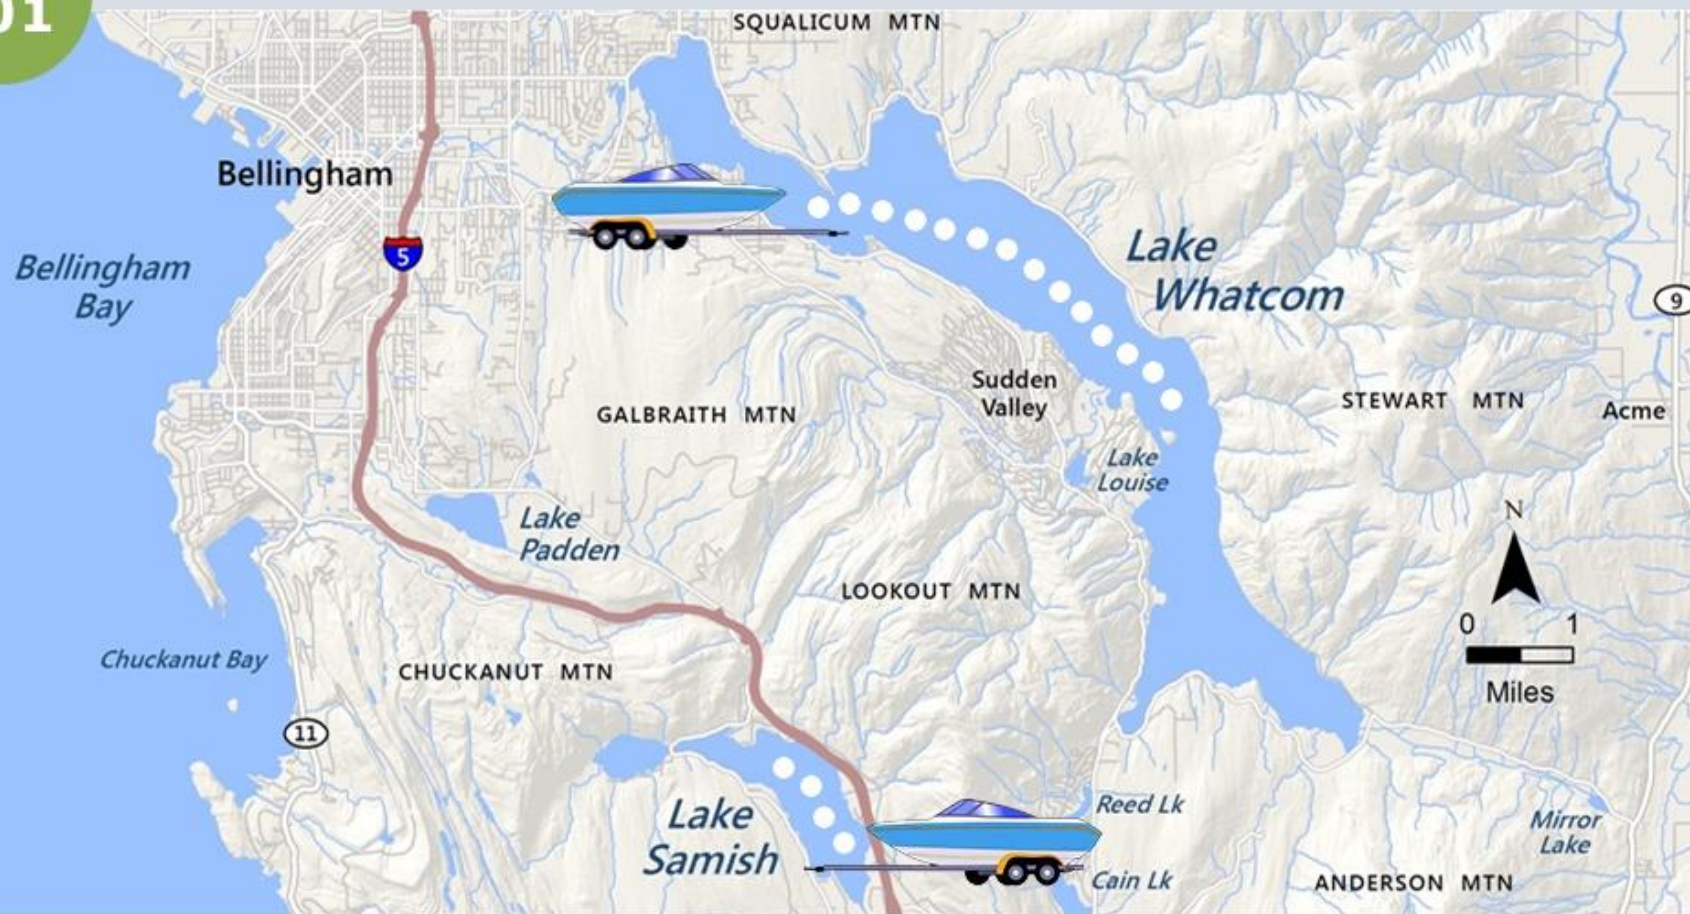 01
SQUALICUM MTN
Bellingham
5
Bellingham
Bay
Lake
Whatcom
9
Sudden
Valley
STEWART MTN
Acme
GALBRAITH MTN
Lake
Louise
Lake
Padden
N
LOOKOUT MTN
0 1
Miles
Chuckanut Bay
CHUCKANUT MTN
11
Lake
Samish
Reed Lk
Mirror
Lake
Cain Lk
ANDERSON MTN